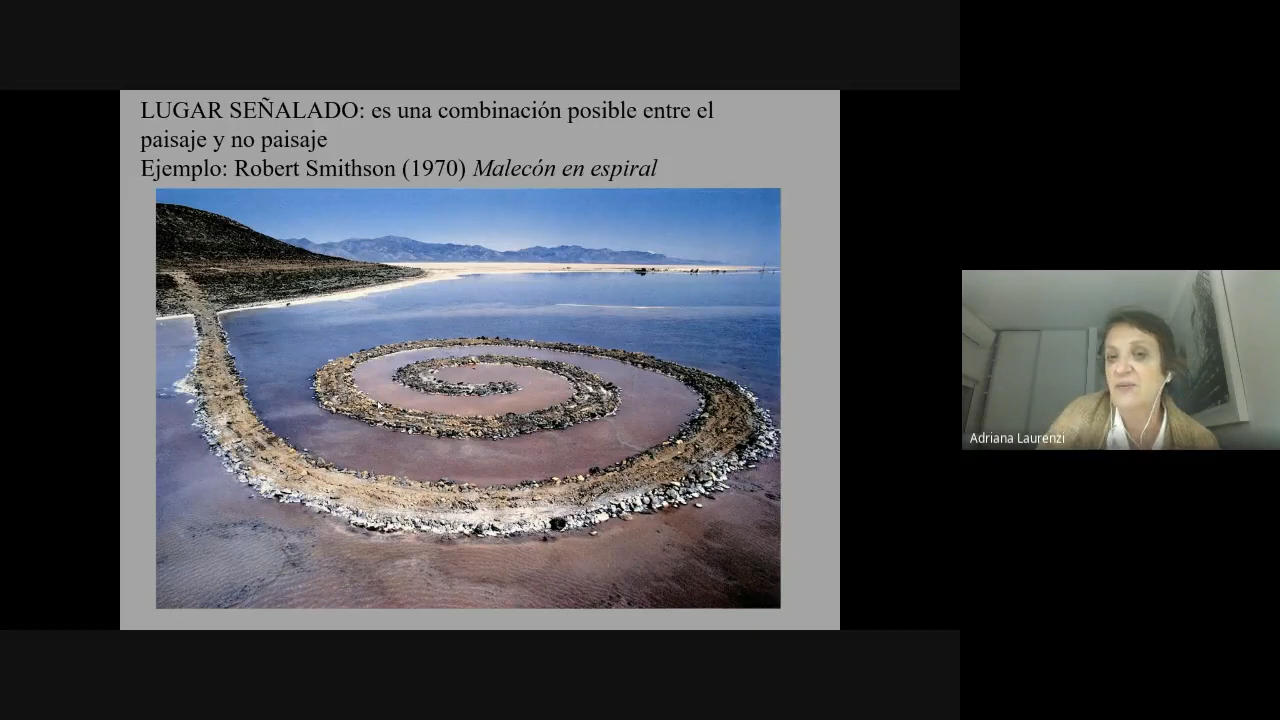 LUGAR SEÑALADO: es una combinación posible entre el
paisaje y no paisaje
Ejemplo: Robert Smithson (1970) Malecón en espiral
Adriana Laurenzi